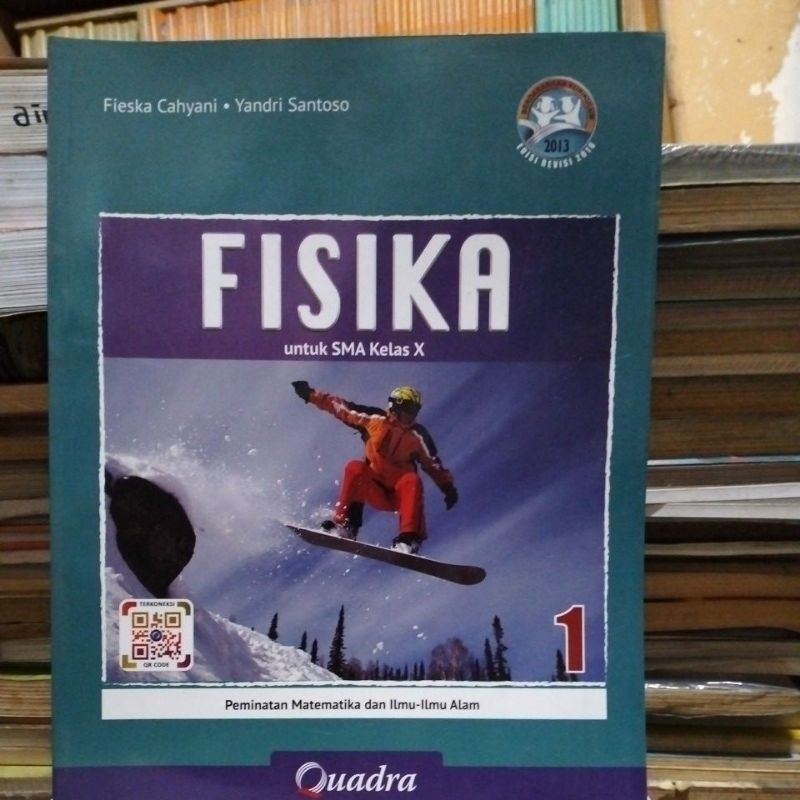 Fieska Cahyani • Yandri Santoso
2013
EDISI REVISI 2016
FISIKA
untuk SMA Kelas X
TERKONEKSI
QR CODE
1
Peminatan Matematika dan Ilmu-Ilmu Alam
Quadra